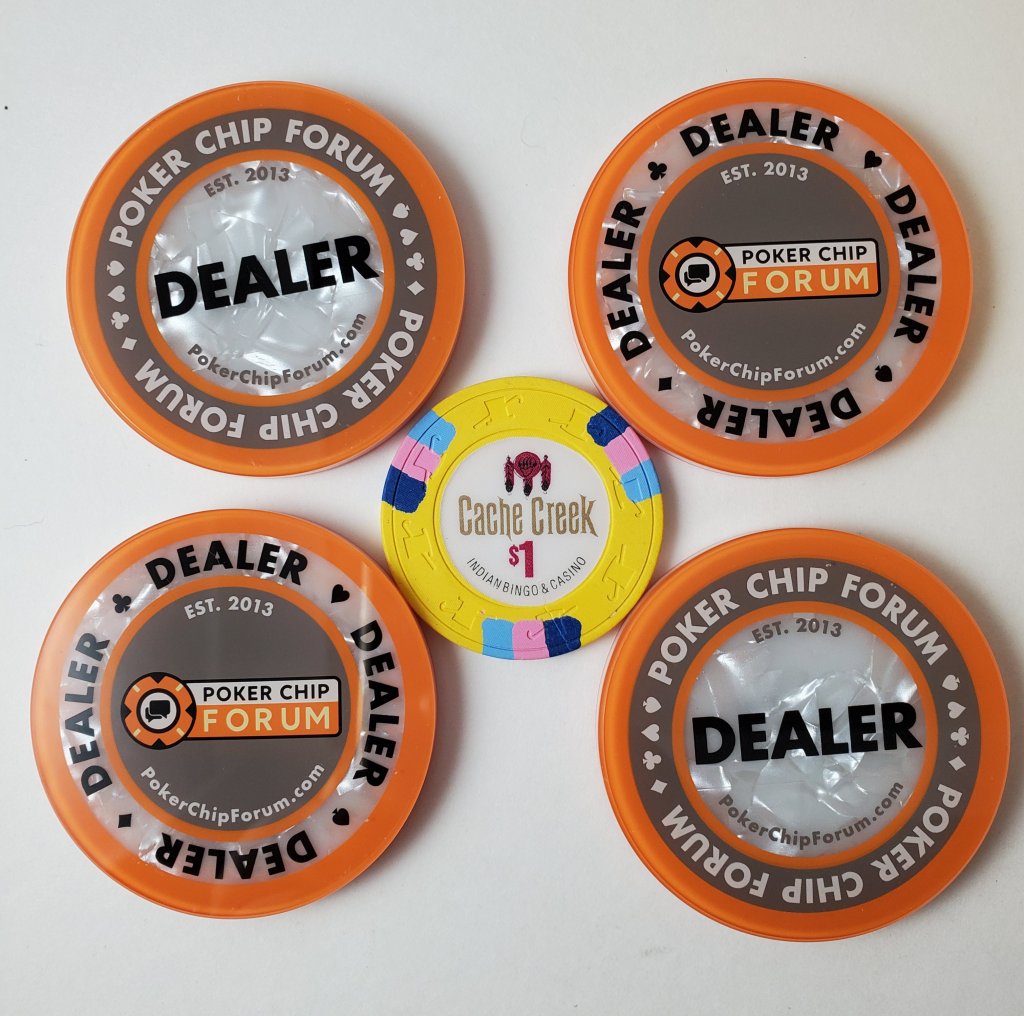 POKER CHIP FORUM
EST. 2013
DEALER
PokerChipForum.com
POKER CHIP FORUM
DEALER
EST. 2013
DEALER
DEALER
POKER CHIP
FORUM
PokerChipForum.com
DEALER
Cache Creek
$1
INDIAN BINGO & CASINO
DEALER
EST. 2013
DEALER
DEALER
POKER CHIP
FORUM
PokerChipForum.com
DEALER
POKER CHIP FORUM
EST. 2013
DEALER
PokerChipForum.com
POKER CHIP FORUM